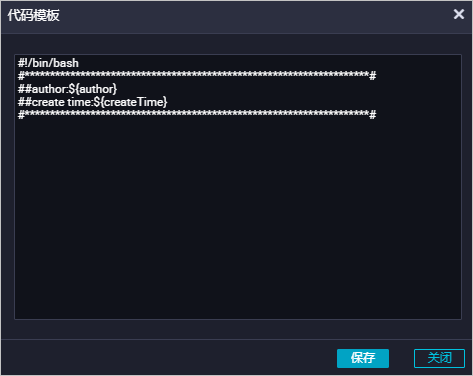 代码模板
#!/bin/bash
#********************************************************************#
##author:${author}
##create time:${createTime}
#********************************************************************#
保存
关闭